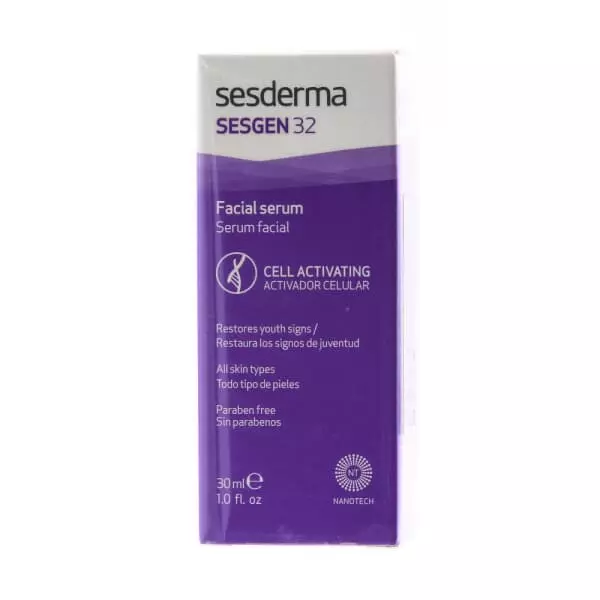 sesderma
SESGEN 32
Facial serum
Serum facial
CELL ACTIVATING
ACTIVADOR CELULAR
Restores youth signs /
Restaura los signos de juventud
All skin types
Todo tipo de pieles
Paraben free
Sin parabenos
30 ml ℮
1.0 fl. oz
NT
NANOTECH